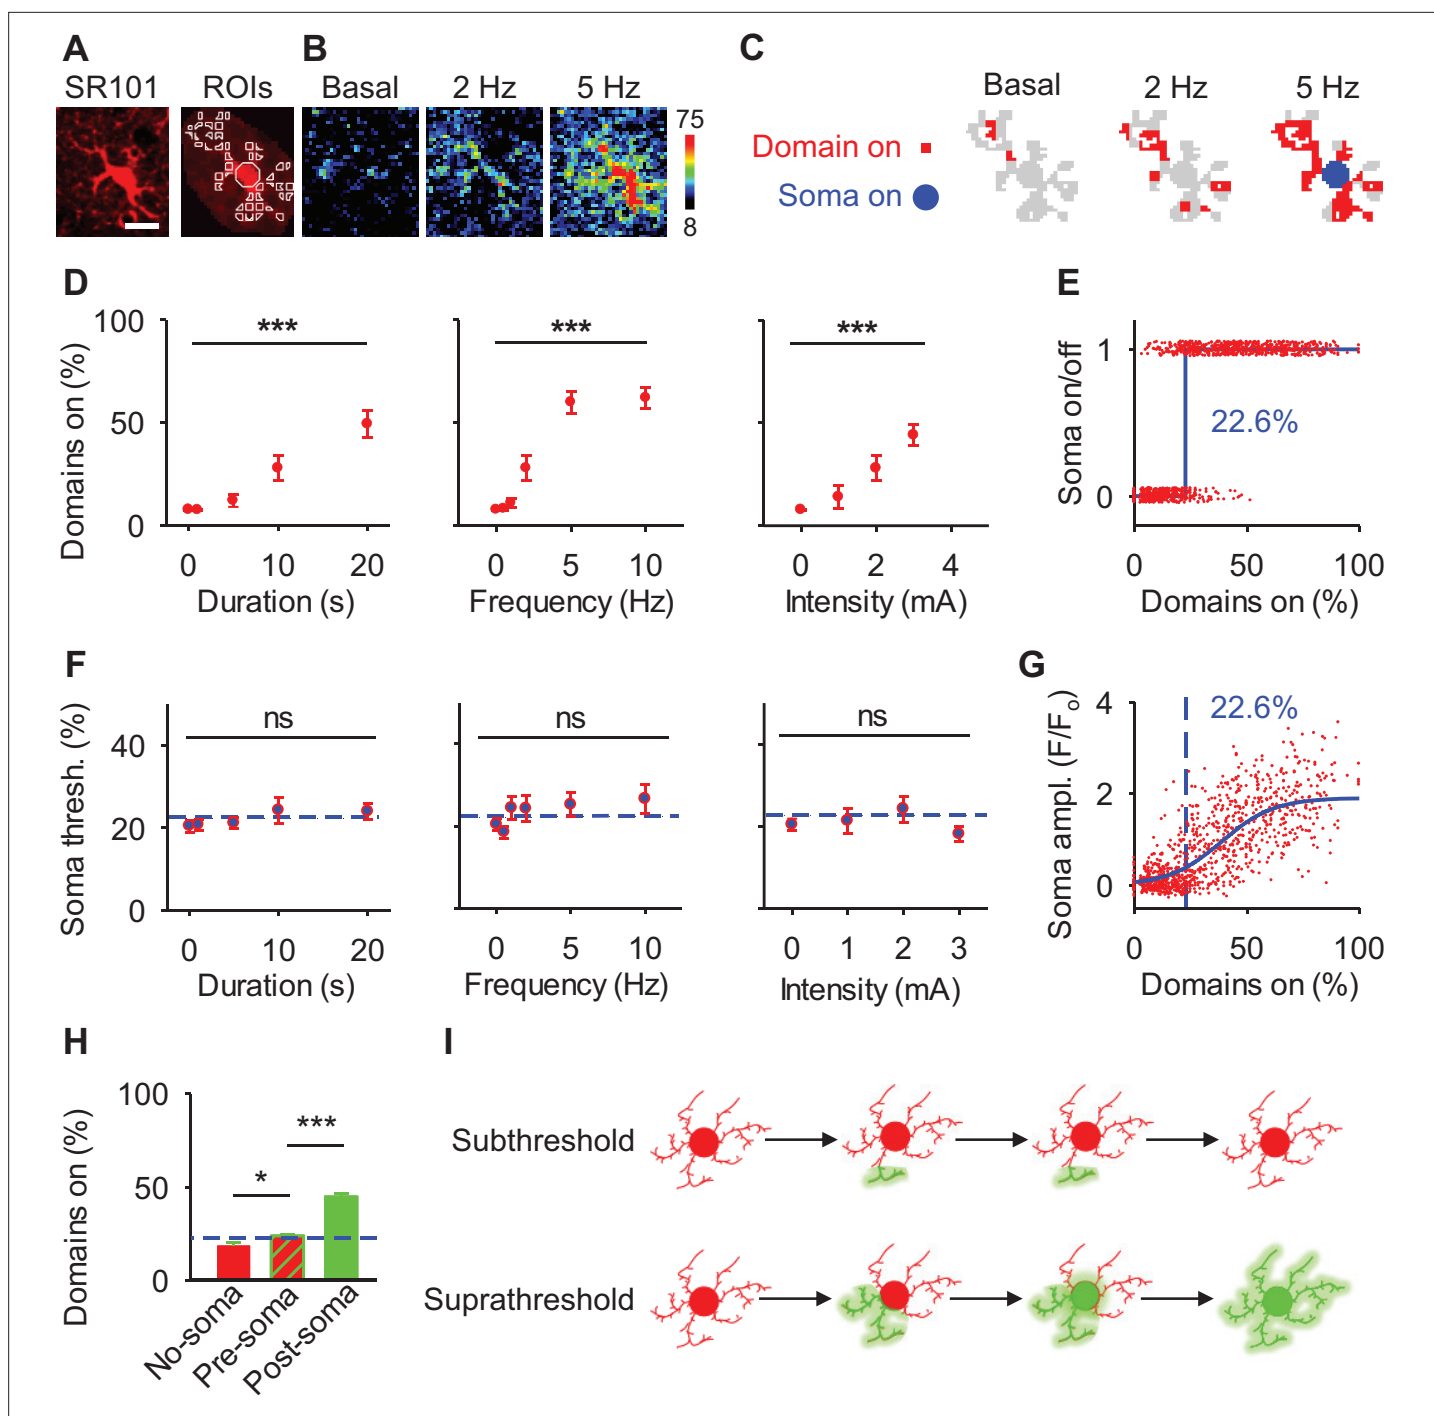 A
B
C
SR101
ROIs
Basal
2 Hz
5 Hz
75
8
Basal
2 Hz
5 Hz
Domain on
Soma on
D
Domains on (%)
100
50
0
***
0
10
20
Duration (s)
***
0
5
10
Frequency (Hz)
***
0
2
4
Intensity (mA)
E
Soma on/off
1
0
22.6%
0
50
100
Domains on (%)
F
Soma thresh. (%)
40
20
0
ns
0
10
20
Duration (s)
ns
0
5
10
Frequency (Hz)
ns
0
1
2
3
Intensity (mA)
G
Soma ampl. (F/Fo)
4
2
0
22.6%
0
50
100
Domains on (%)
H
Domains on (%)
100
50
0
*
***
No-soma
Pre-soma
Post-soma
I
Subthreshold
Suprathreshold